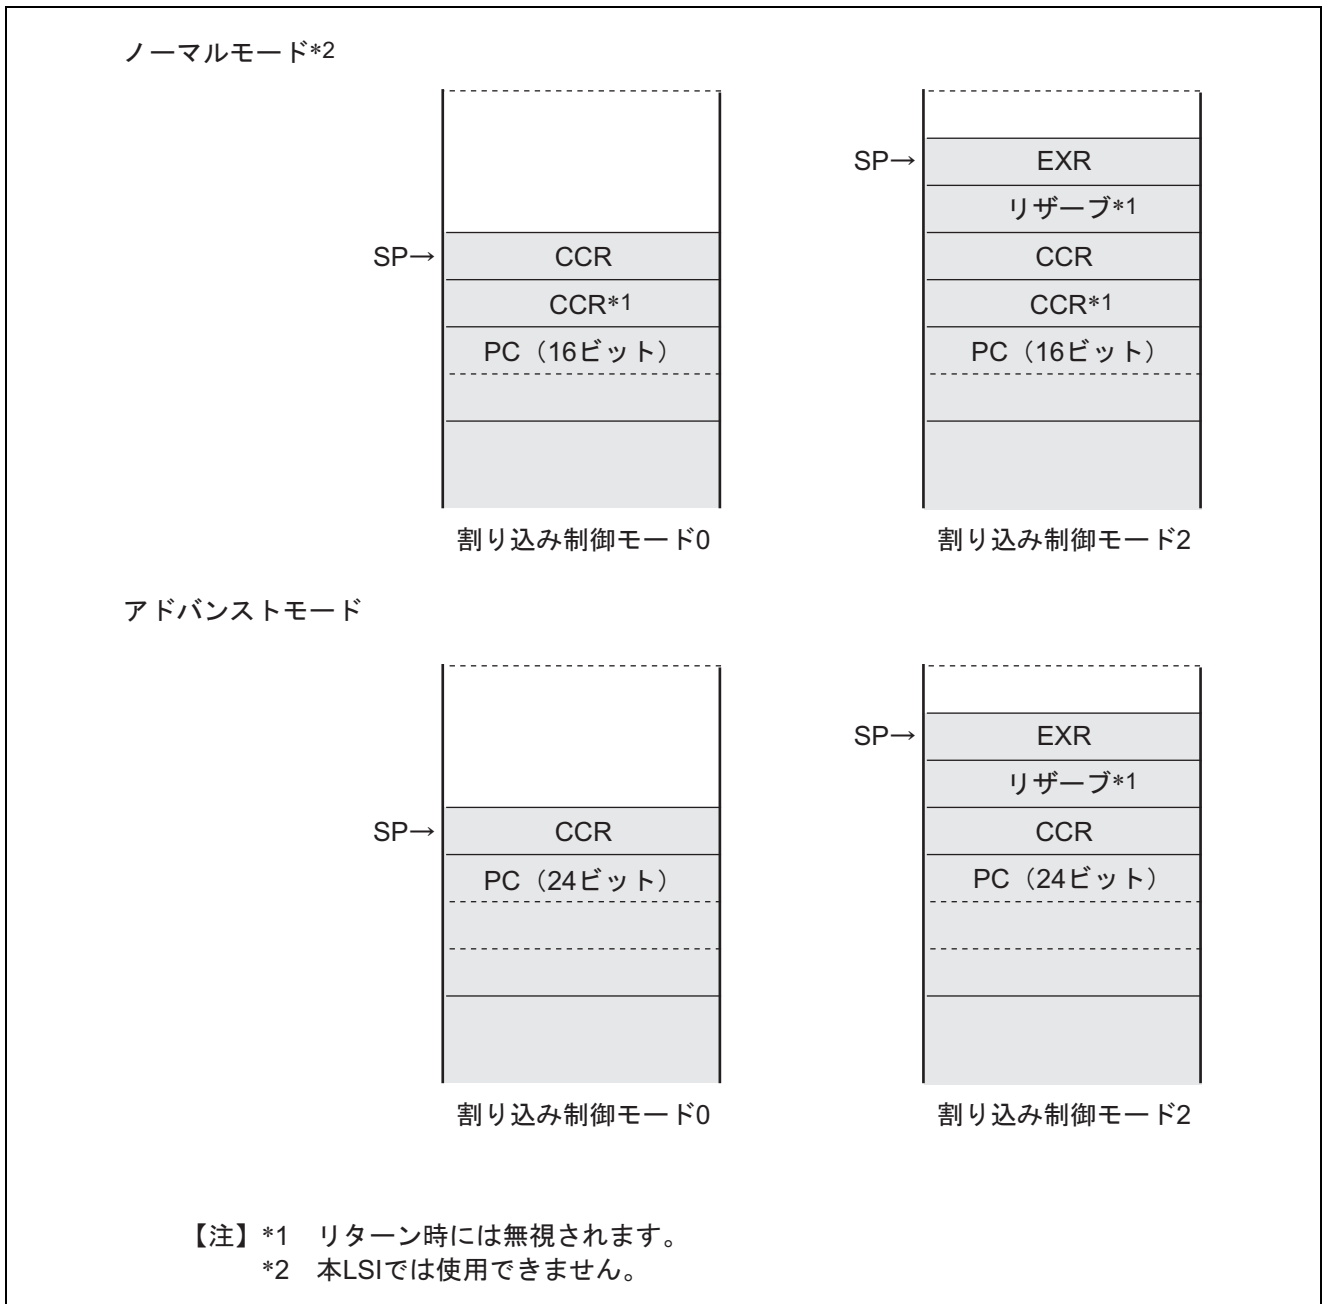 ノーマルモード*2
SP→ EXR
リザーブ*1
SP→ CCR CCR
CCR*1 CCR*1
PC（16ビット） PC（16ビット）
割り込み制御モード0 割り込み制御モード2
アドバンストモード
SP→ EXR
リザーブ*1
SP→ CCR CCR
PC（24ビット） PC（24ビット）
割り込み制御モード0 割り込み制御モード2
【注】*1 リターン時には無視されます。
*2 本LSIでは使用できません。